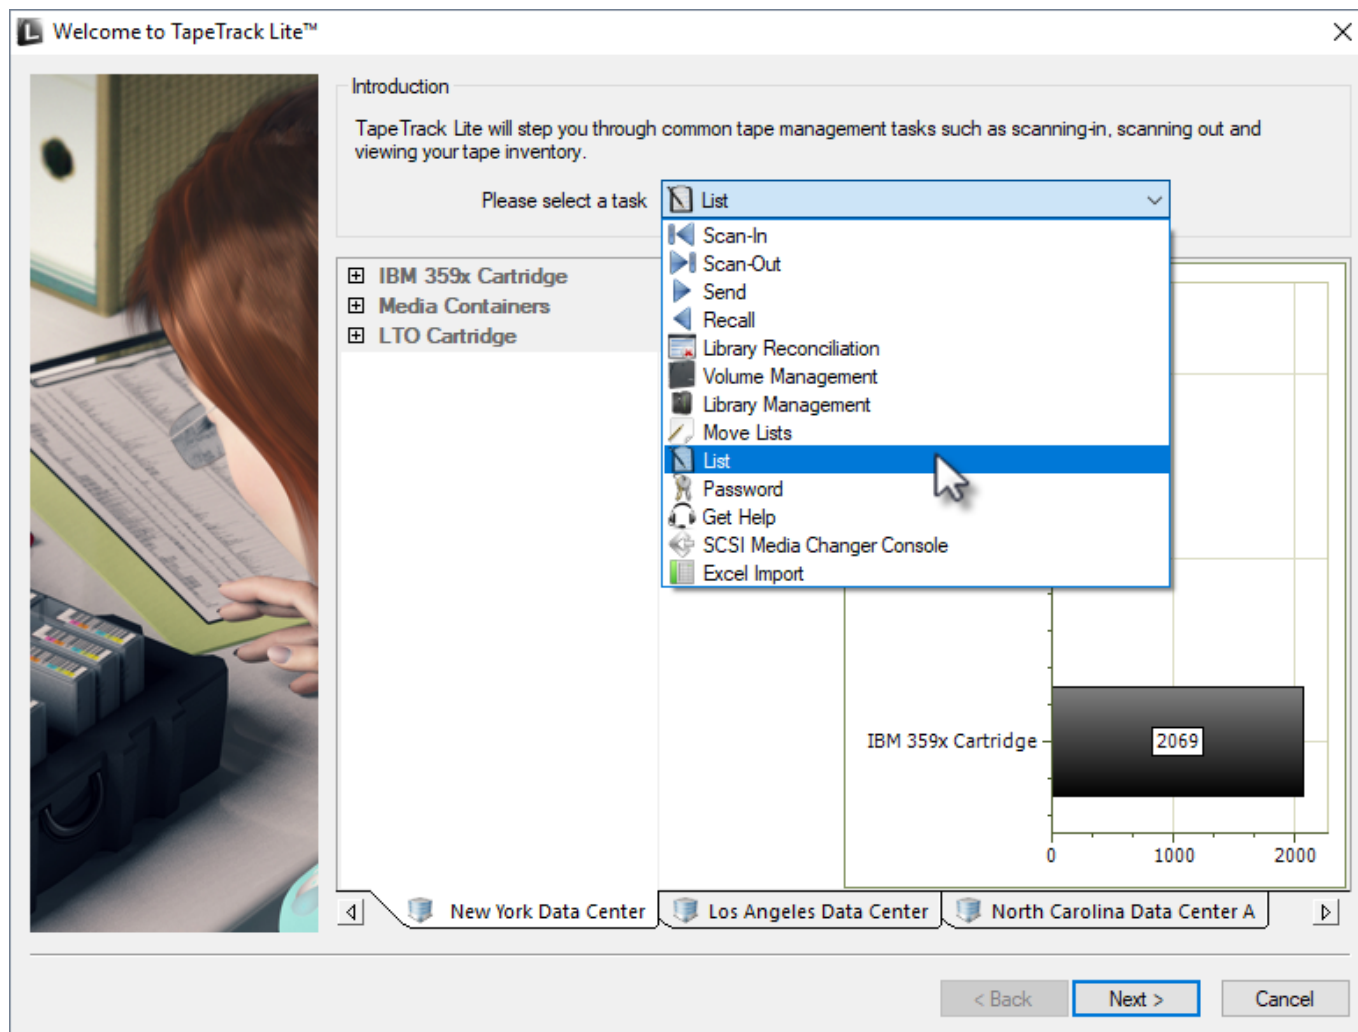 Welcome to TapeTrack Lite™
Introduction
TapeTrack Lite will step you through common tape management tasks such as scanning-in, scanning out and
viewing your tape inventory.
Please select a task
List
Scan-In
Scan-Out
Send
Recall
Library Reconciliation
Volume Management
Library Management
Move Lists
List
Password
Get Help
SCSI Media Changer Console
Excel Import
IBM 359x Cartridge
Media Containers
LTO Cartridge
IBM 359x Cartridge
2069
0 1000 2000
New York Data Center
Los Angeles Data Center
North Carolina Data Center A
< Back
Next >
Cancel